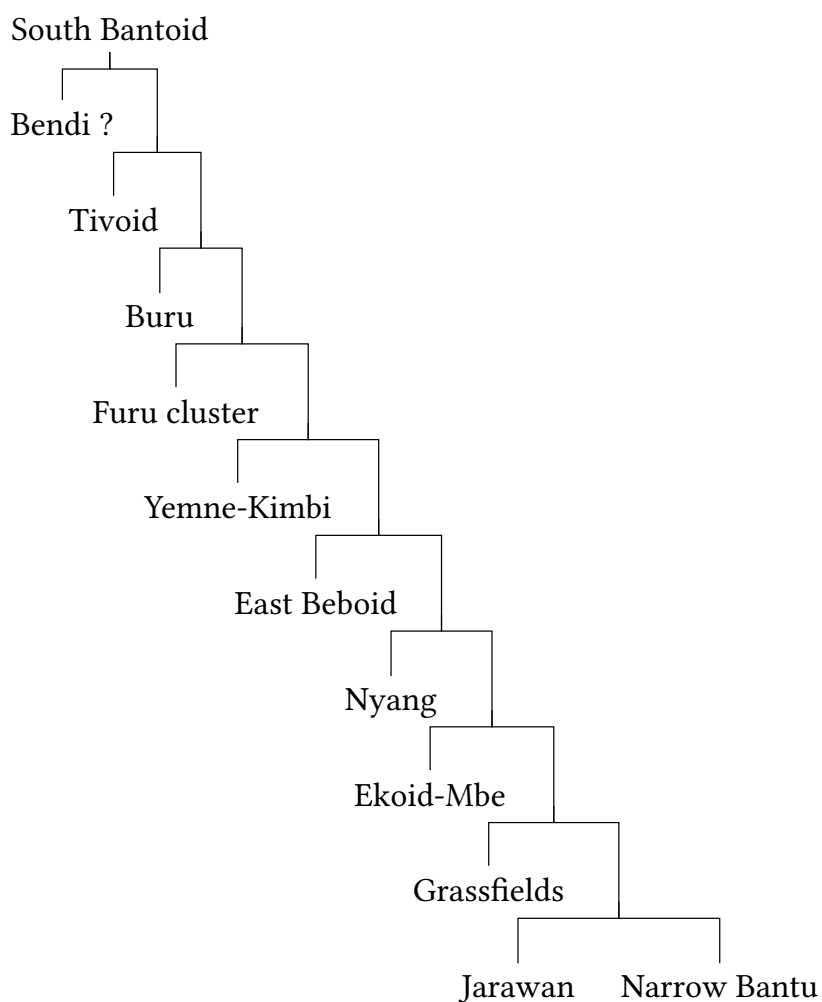 South Bantoid
Bendi ?
Tivoid
Buru
Furu cluster
Yemne-Kimbi
East Beboid
Nyang
Ekoid-Mbe
Grassfields
Jarawan Narrow Bantu